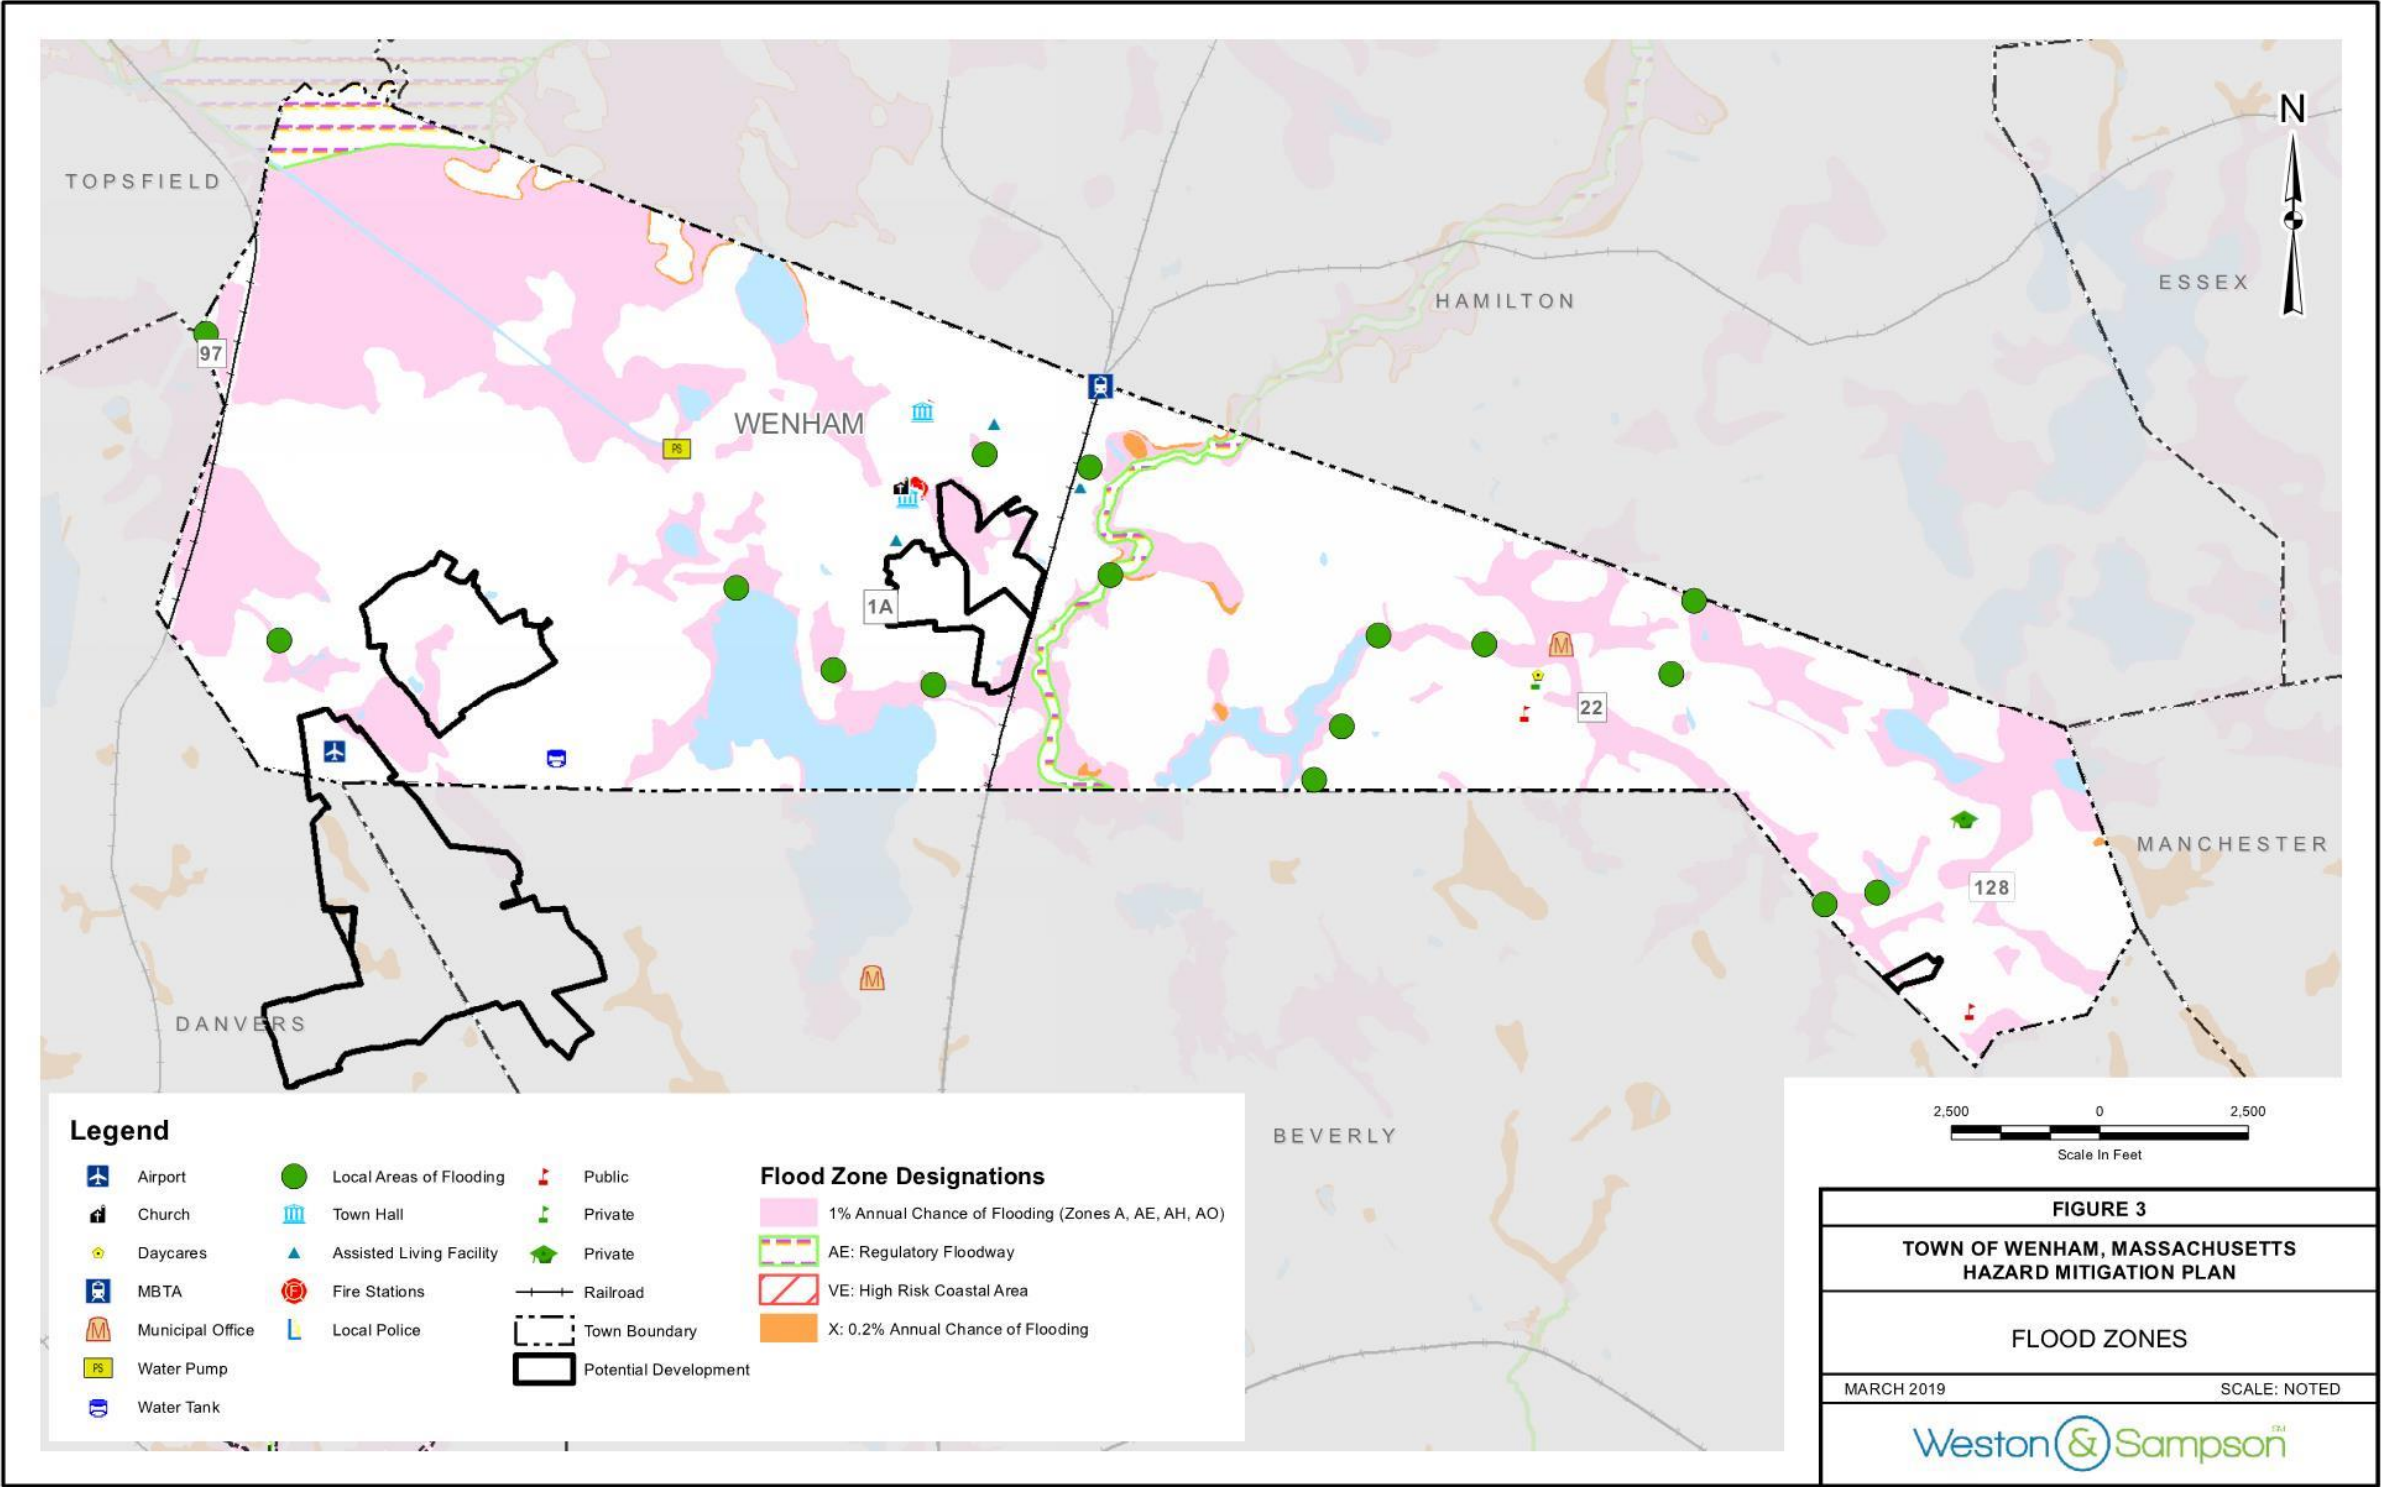 N
TOPSFIELD
ESSEX
HAMILTON
97
WENHAM
PS
1A
M
22
MANCHESTER
128
M
DANVERS
BEVERLY
Legend
Airport
Church
Daycares
MBTA
M Municipal Office
PS Water Pump
Water Tank
Local Areas of Flooding
Town Hall
Assisted Living Facility
F Fire Stations
Local Police
Public
Private
Private
Railroad
Town Boundary
Potential Development
Flood Zone Designations
1% Annual Chance of Flooding (Zones A, AE, AH, AO)
AE: Regulatory Floodway
VE: High Risk Coastal Area
X: 0.2% Annual Chance of Flooding
2,500 0 2,500
Scale In Feet
FIGURE 3
TOWN OF WENHAM, MASSACHUSETTS
HAZARD MITIGATION PLAN
FLOOD ZONES
MARCH 2019 SCALE: NOTED
Weston & Sampson SM